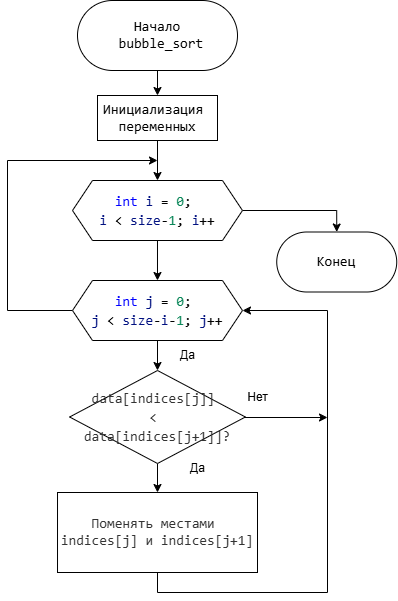 Начало
bubble_sort
Инициализация
переменных
int i = 0;
i < size-1; i++
Конец
int j = 0;
j < size-i-1; j++
Да
data[indices[j]]
<
data[indices[j+1]]?
Нет
Да
Поменять местами
indices[j] и indices[j+1]